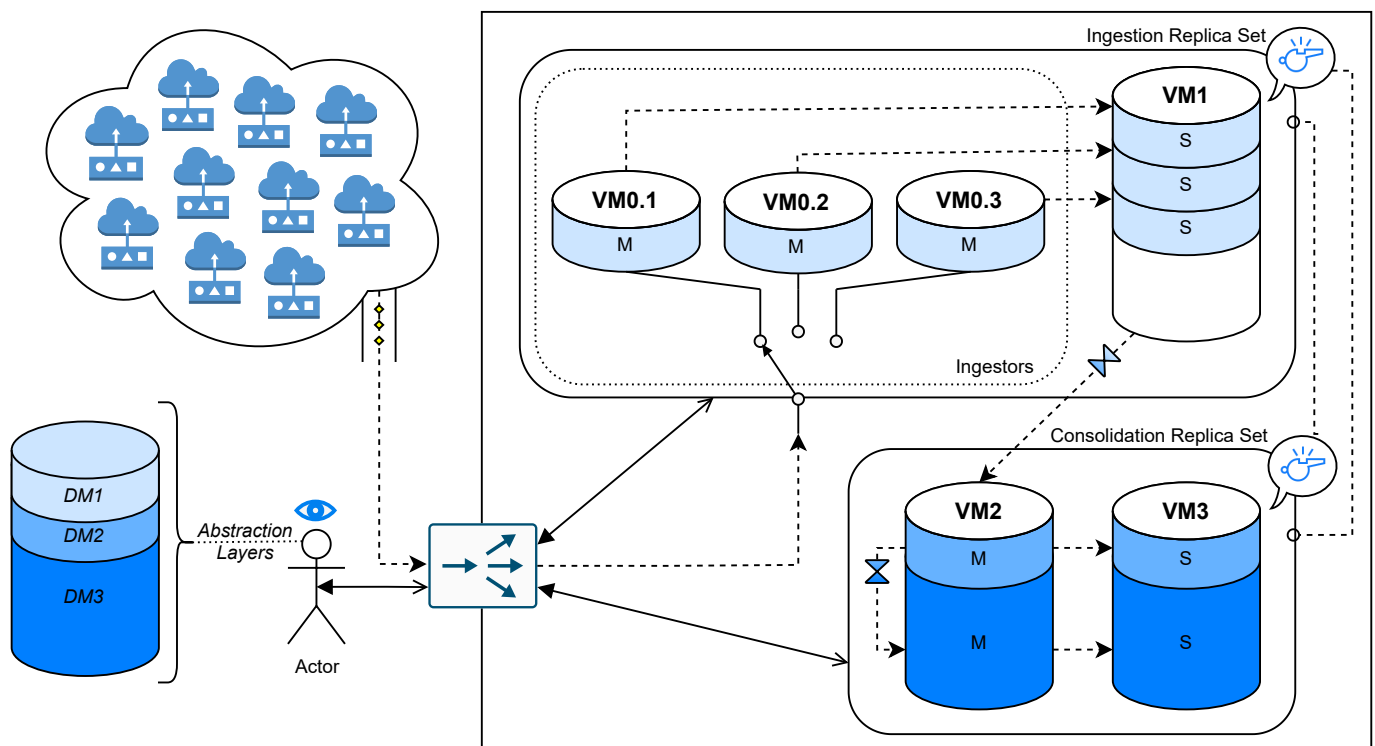 Ingestion Replica Set
VM1
S
S
S
VM0.1
M
VM0.2
M
VM0.3
M
Ingestors
Consolidation Replica Set
VM2
M
M
VM3
S
S
DM1
DM2
DM3
Abstraction
Layers
Actor